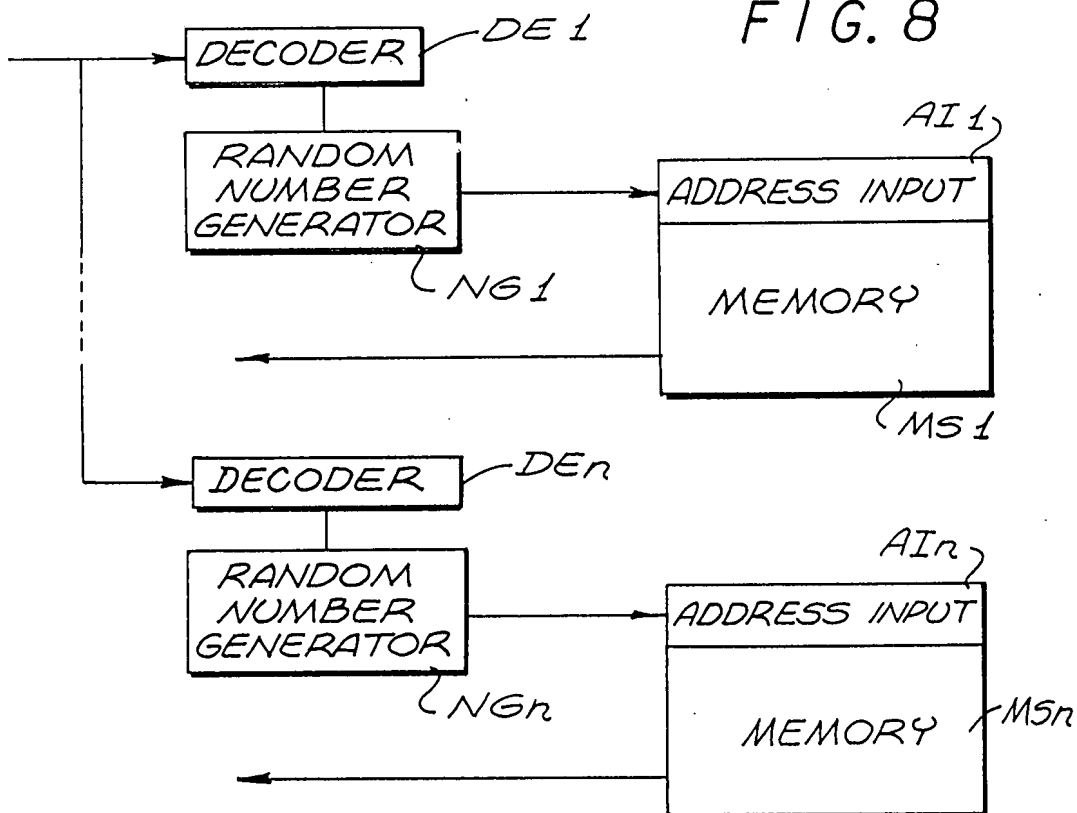 FIG. 8
DECODER
DE1
RANDOM
NUMBER
GENERATOR
NG1
AI1
ADDRESS INPUT
MEMORY
MS1
DECODER
DEn
RANDOM
NUMBER
GENERATOR
NGn
AIn
ADDRESS INPUT
MEMORY
MSn